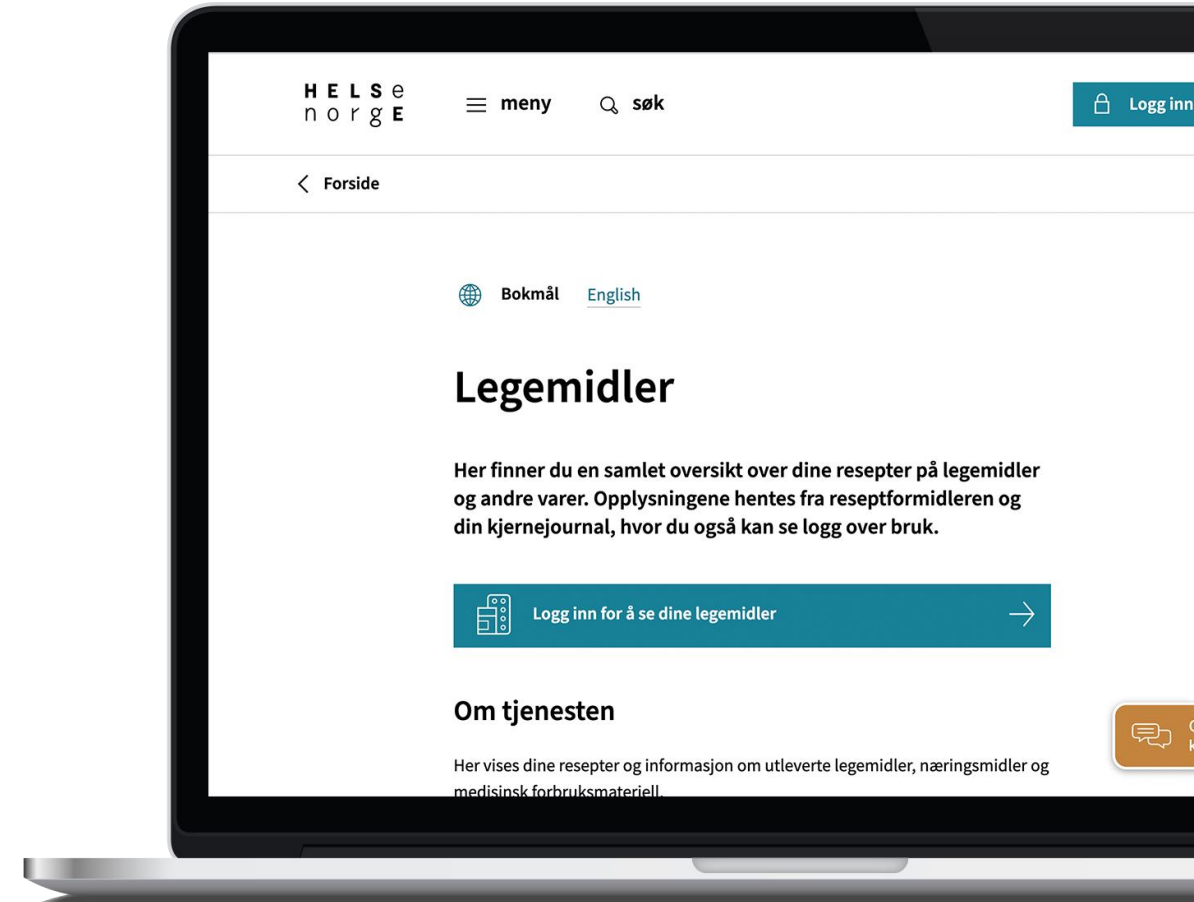 HELSe
norgE
meny
søk
Logg inn
Forside
Bokmål English
Legemidler
Her finner du en samlet oversikt over dine resepter på legemidler
og andre varer. Opplysningene hentes fra reseptformidleren og
din kjernejournal, hvor du også kan se logg over bruk.
Logg inn for å se dine legemidler
Om tjenesten
Her vises dine resepter og informasjon om utleverte legemidler, næringsmidler og
medisinsk forbruksmateriell.